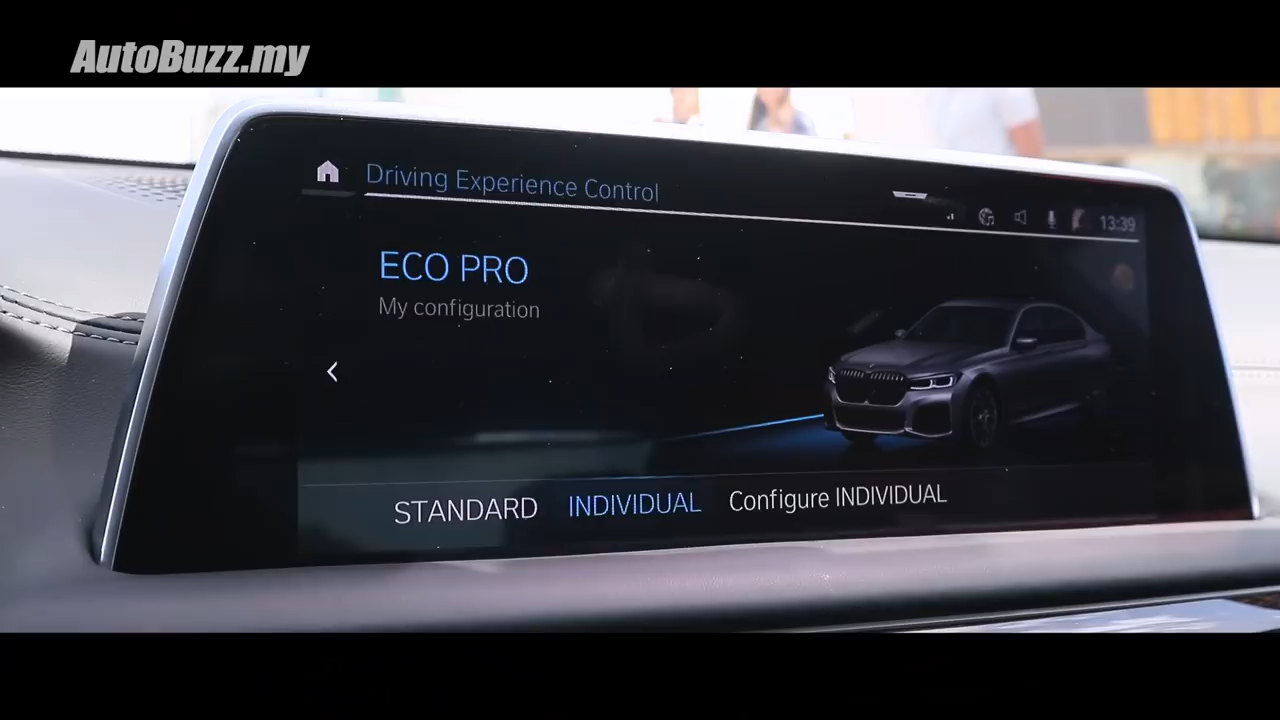 AutoBuzz.my
Driving Experience Control
13:39
ECO PRO
My configuration
STANDARD INDIVIDUAL Configure INDIVIDUAL